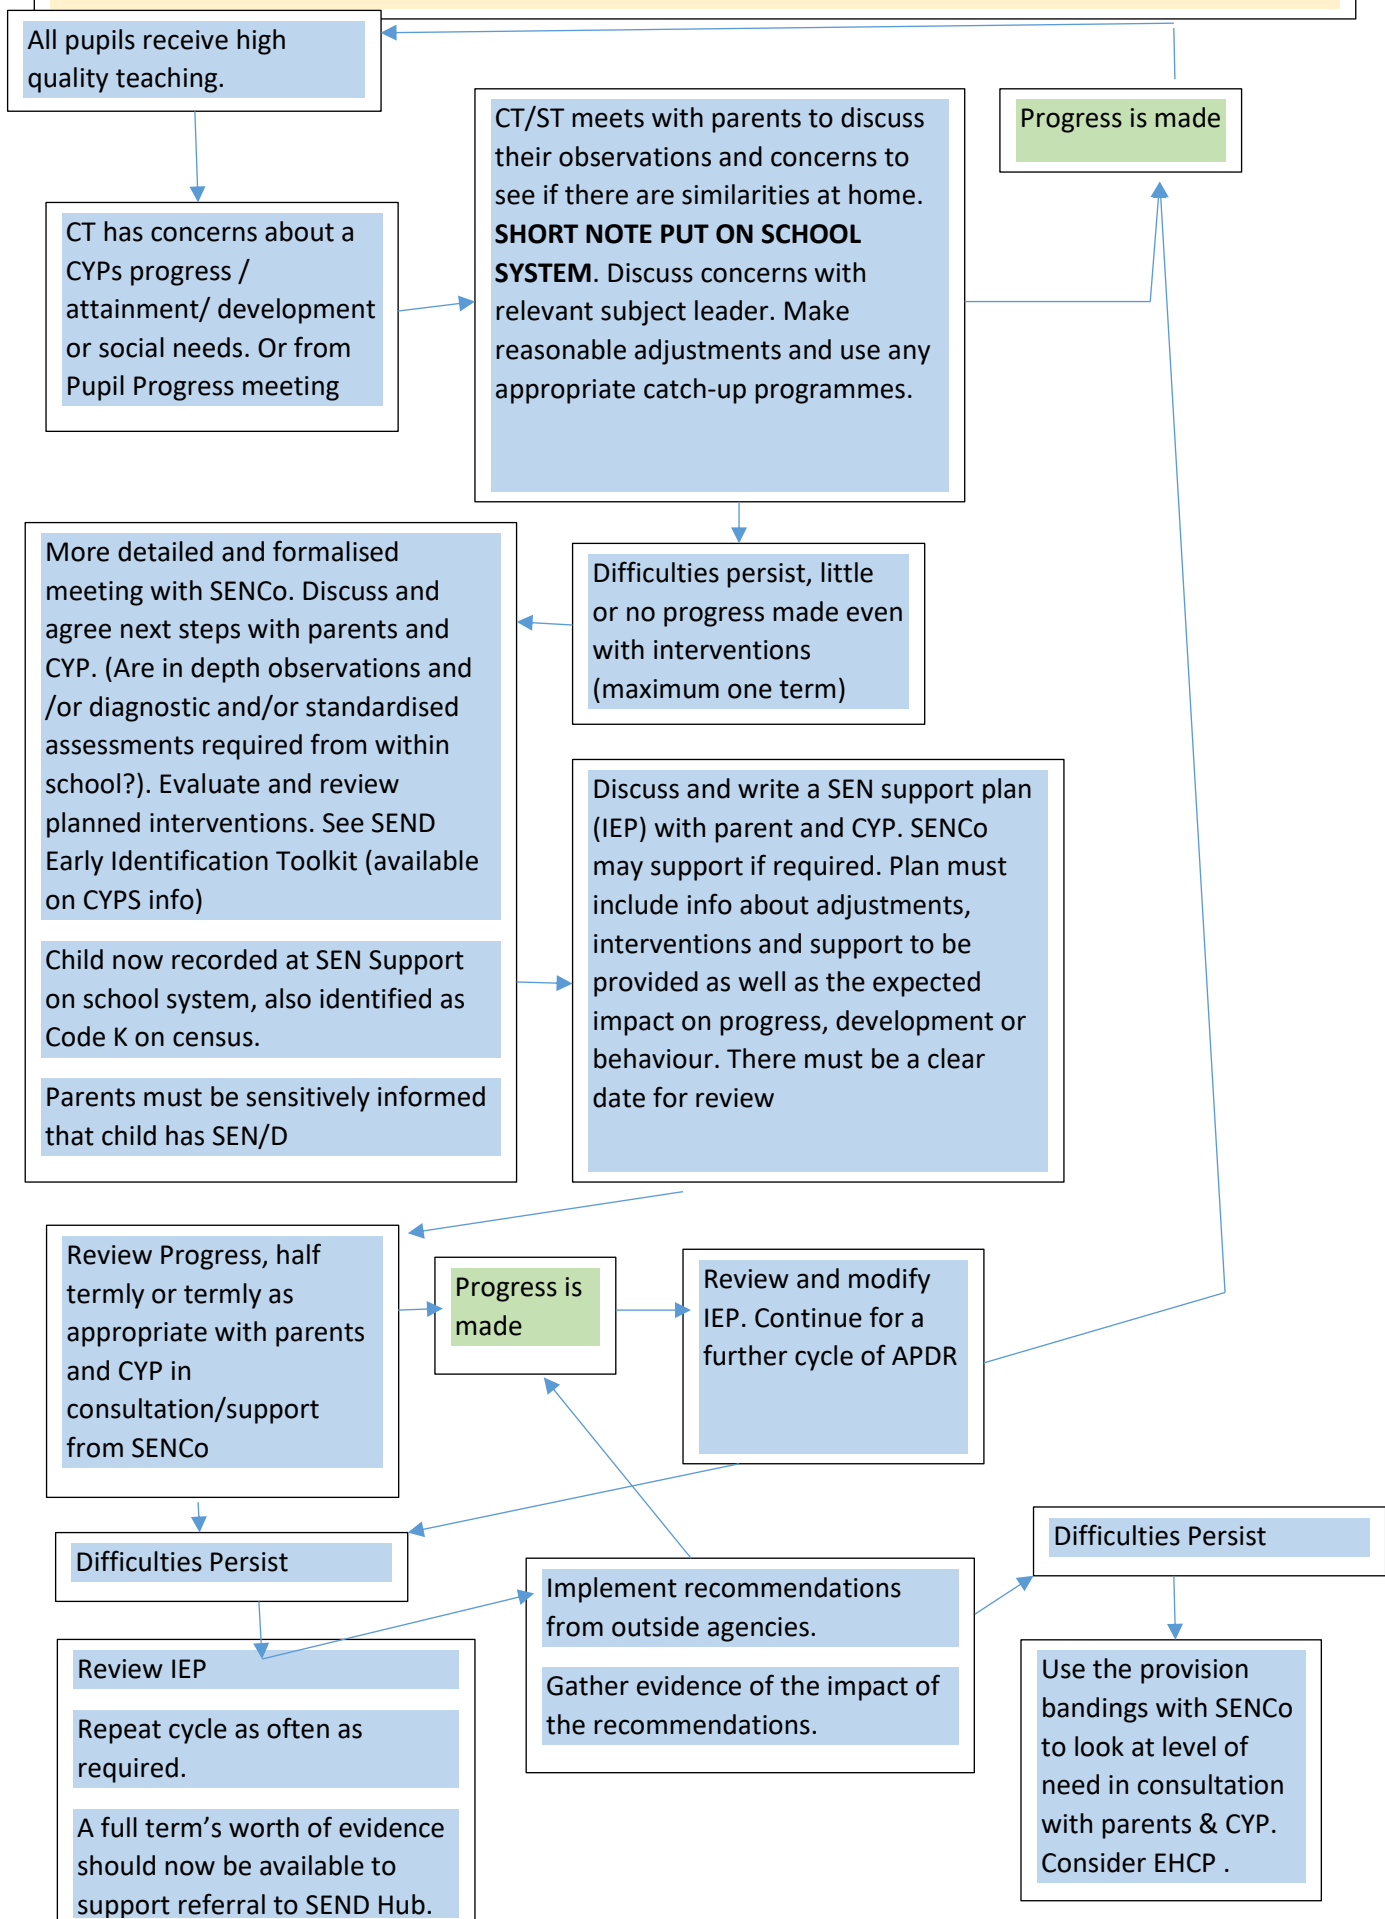 All pupils receive high
quality teaching.
CT/ST meets with parents to discuss
their observations and concerns to
see if there are similarities at home.
SHORT NOTE PUT ON SCHOOL
SYSTEM. Discuss concerns with
relevant subject leader. Make
reasonable adjustments and use any
appropriate catch-up programmes.
Progress is made
CT has concerns about a
CYPs progress /
attainment/ development
or social needs. Or from
Pupil Progress meeting
More detailed and formalised
meeting with SENCo. Discuss and
agree next steps with parents and
CYP. (Are in depth observations and
/or diagnostic and/or standardised
assessments required from within
school?). Evaluate and review
planned interventions. See SEND
Early Identification Toolkit (available
on CYPS info)
Child now recorded at SEN Support
on school system, also identified as
Code K on census.
Parents must be sensitively informed
that child has SEN/D
Difficulties persist, little
or no progress made even
with interventions
(maximum one term)
Discuss and write a SEN support plan
(IEP) with parent and CYP. SENCo
may support if required. Plan must
include info about adjustments,
interventions and support to be
provided as well as the expected
impact on progress, development or
behaviour. There must be a clear
date for review
Review Progress, half
termly or termly as
appropriate with parents
and CYP in
consultation/support
from SENCo
Progress is
made
Review and modify
IEP. Continue for a
further cycle of APDR
Difficulties Persist
Implement recommendations
from outside agencies.
Gather evidence of the impact of
the recommendations.
Difficulties Persist
Review IEP
Repeat cycle as often as
required.
A full term’s worth of evidence
should now be available to
support referral to SEND Hub.
Use the provision
bandings with SENCo
to look at level of
need in consultation
with parents & CYP.
Consider EHCP .